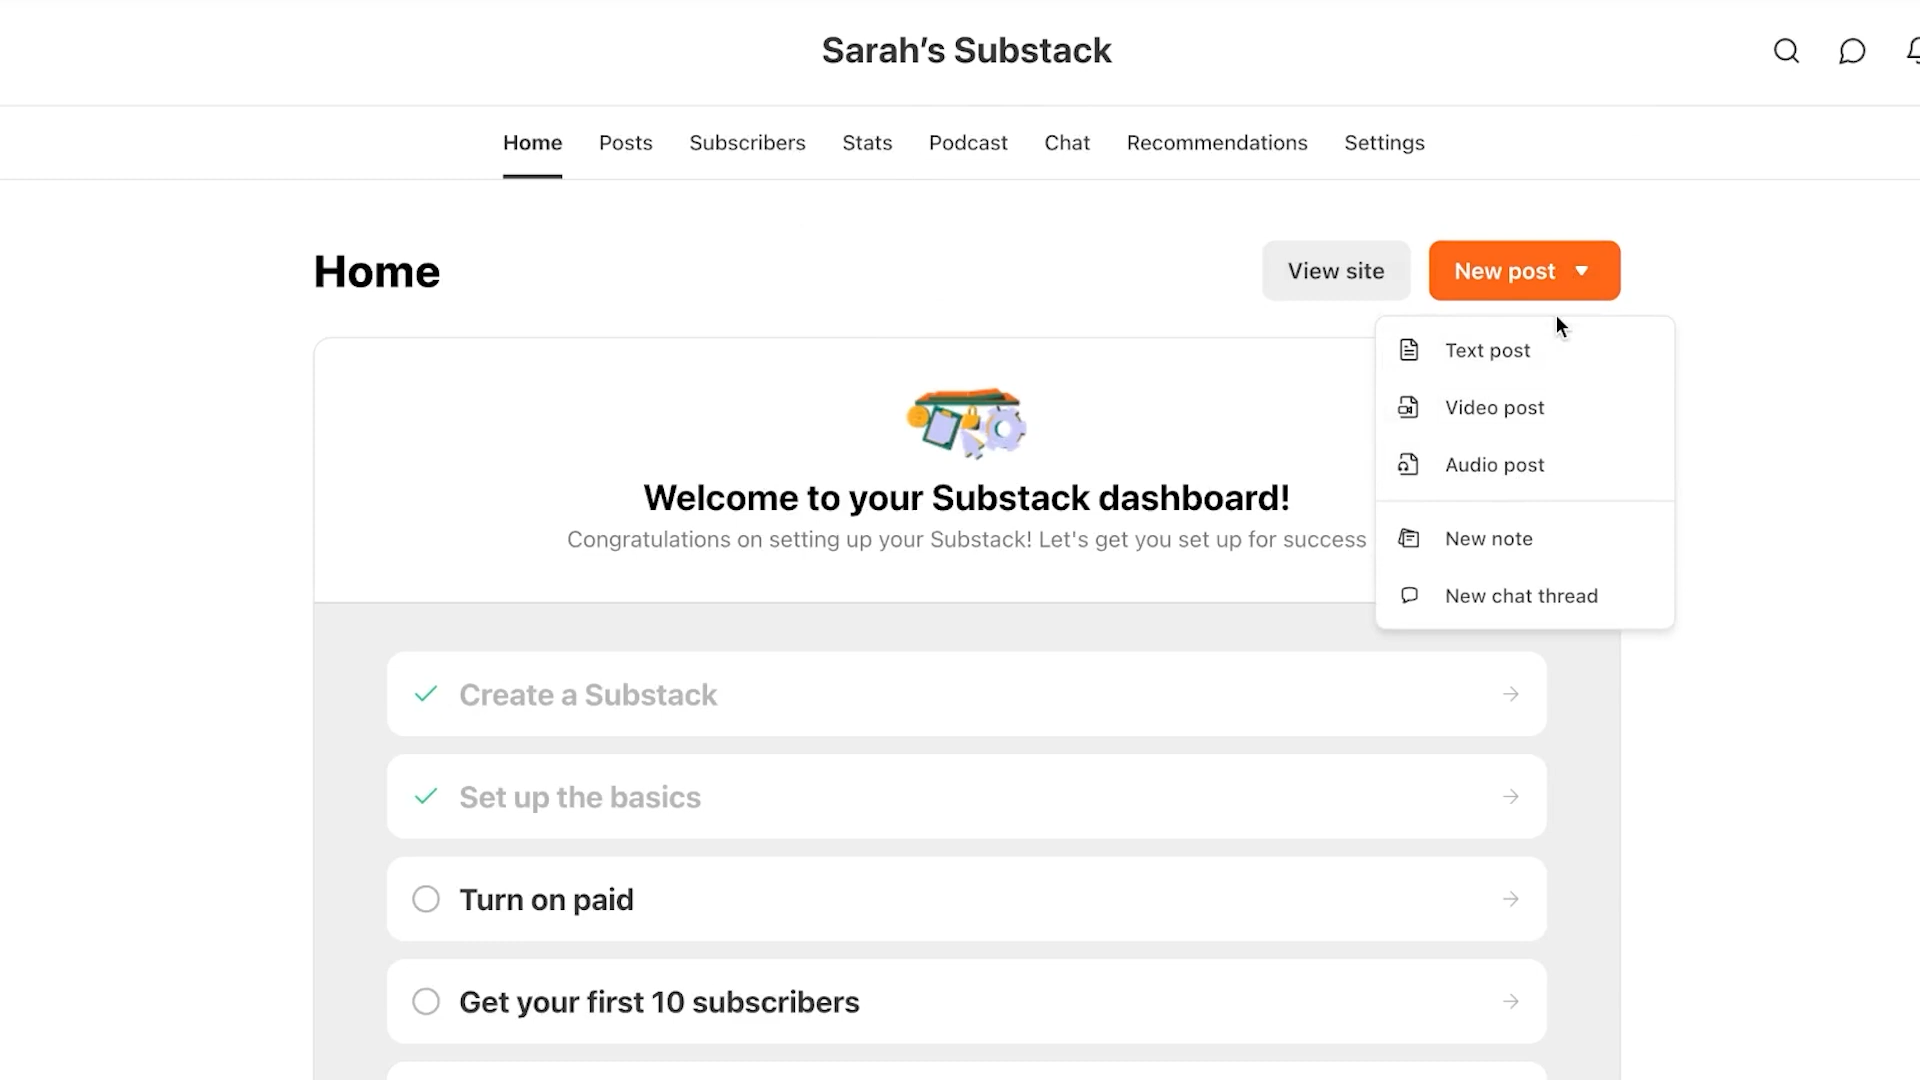 Sarah’s Substack
Home Posts Subscribers Stats Podcast Chat Recommendations Settings
Home
View site
New post
Text post
Video post
Audio post
New note
New chat thread
Welcome to your Substack dashboard!
Congratulations on setting up your Substack! Let's get you set up for success
Create a Substack
Set up the basics
Turn on paid
Get your first 10 subscribers